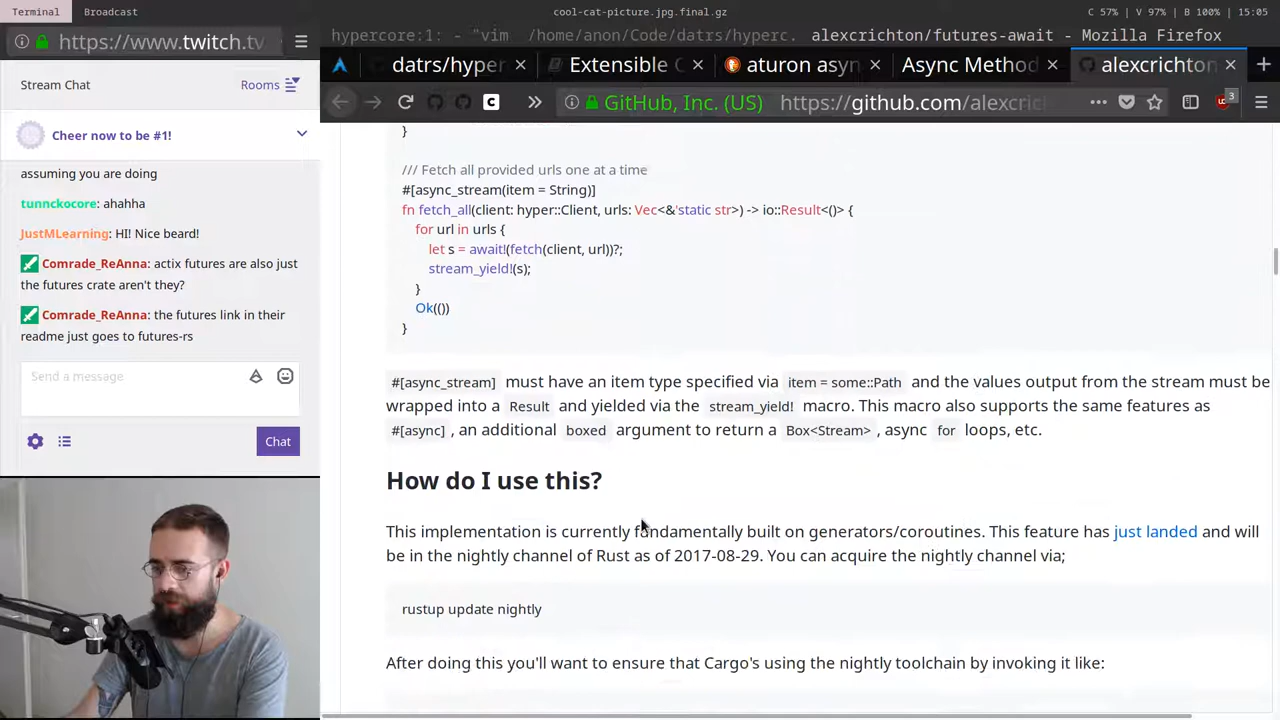 Terminal
Broadcast
cool-cat-picture.jpg.final.gz
C 57% | V 97% | B 100% | 15:05
https://www.twitch.tv
hypercore:1: ~ "vim /home/anon/Code/datrs/hyperc.
alexcrichton/futures-await - Mozilla Firefox
datrs/hyper
Extensible C
aturon asyn
Async Method
alexcrichton
GitHub, Inc. (US)
https://github.com/alexcric
3
Stream Chat
Rooms
Cheer now to be #1!
assuming you are doing
tunnckocore: ahahha
JustMLearning: HI! Nice beard!
Comrade_ReAnna: actix futures are also just
the futures crate aren't they?
Comrade_ReAnna: the futures link in their
readme just goes to futures-rs
Send a message
Chat
}
/// Fetch all provided urls one at a time
#[async_stream(item = String)]
fn fetch_all(client: hyper::Client, urls: Vec<&'static str>) -> io::Result<()> {
for url in urls {
let s = await!(fetch(client, url))?;
stream_yield!(s);
}
Ok(())
}
#[async_stream] must have an item type specified via item = some::Path and the values output from the stream must be
wrapped into a Result and yielded via the stream_yield! macro. This macro also supports the same features as
#[async] , an additional boxed argument to return a Box<Stream> , async for loops, etc.
How do I use this?
This implementation is currently fundamentally built on generators/coroutines. This feature has just landed and will
be in the nightly channel of Rust as of 2017-08-29. You can acquire the nightly channel via;
rustup update nightly
After doing this you'll want to ensure that Cargo's using the nightly toolchain by invoking it like: